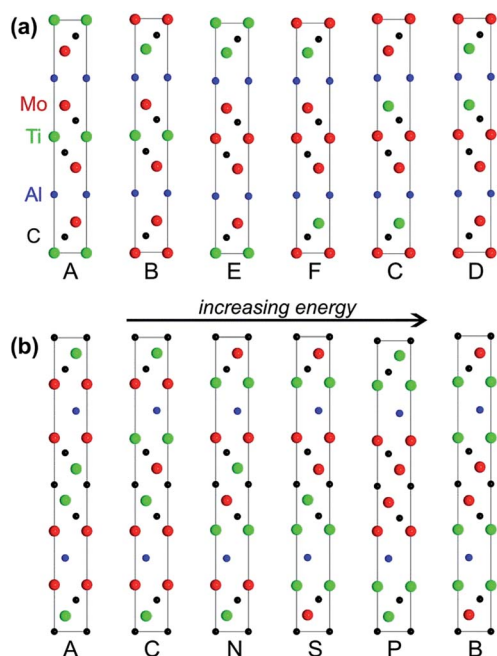 (a)
Mo
Ti
Al
C
A B E F C D
increasing energy
(b)
A C N S P B